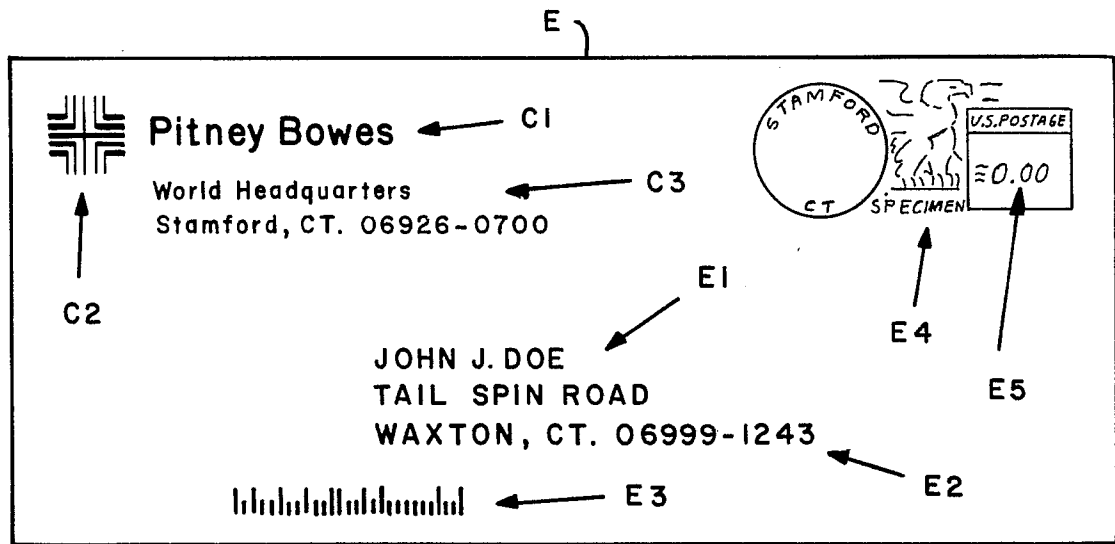 E
Pitney Bowes
C1
World Headquarters
Stamford, CT. 06926-0700
C3
C2
STAMFORD
CT
SPECIMEN
U.S. POSTAGE
≈0.00
E4
E5
E1
JOHN J. DOE
TAIL SPIN ROAD
WAXTON, CT. 06999-1243
E2
E3